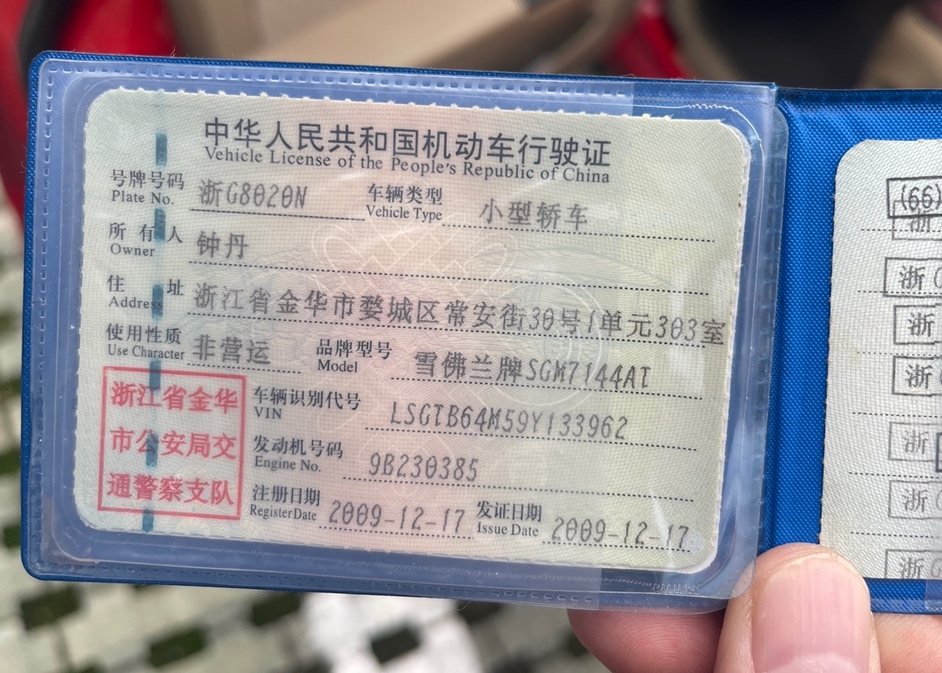 中华人民共和国机动车行驶证
Vehicle License of the People's Republic of China
号牌号码 浙G8020N 车辆类型 小型轿车
Plate No. Vehicle Type
所有人 钟丹
Owner
住址 浙江省金华市婺城区常安街30号1单元303室
Address
使用性质 非营运 品牌型号 雪佛兰牌SGM7144AT
Use Character Model
浙江省金华
市公安局交
通警察支队
车辆识别代号 LSGTB64M59Y133962
VIN
发动机号码 9B230385
Engine No.
注册日期 2009-12-17 发证日期 2009-12-17
Register Date Issue Date
(66)
浙
浙G
浙
浙G
浙
浙G
浙G